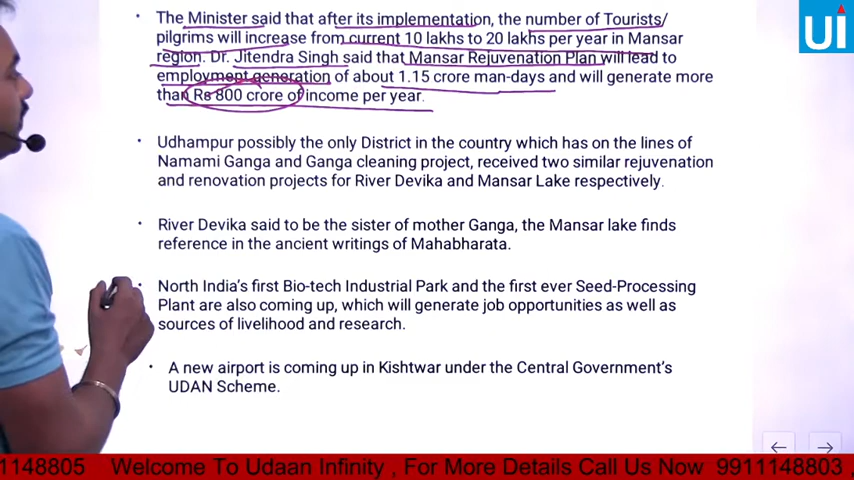 The Minister said that after its implementation, the number of Tourists/
pilgrims will increase from current 10 lakhs to 20 lakhs per year in Mansar
region. Dr. Jitendra Singh said that Mansar Rejuvenation Plan will lead to
employment generation of about 1.15 crore man-days and will generate more
than Rs 800 crore of income per year.
Udhampur possibly the only District in the country which has on the lines of
Namami Ganga and Ganga cleaning project, received two similar rejuvenation
and renovation projects for River Devika and Mansar Lake respectively.
River Devika said to be the sister of mother Ganga, the Mansar lake finds
reference in the ancient writings of Mahabharata.
North India's first Bio-tech Industrial Park and the first ever Seed-Processing
Plant are also coming up, which will generate job opportunities as well as
sources of livelihood and research.
A new airport is coming up in Kishtwar under the Central Government's
UDAN Scheme.
UI
1148805 Welcome To Udaan Infinity , For More Details Call Us Now 9911148803 ,